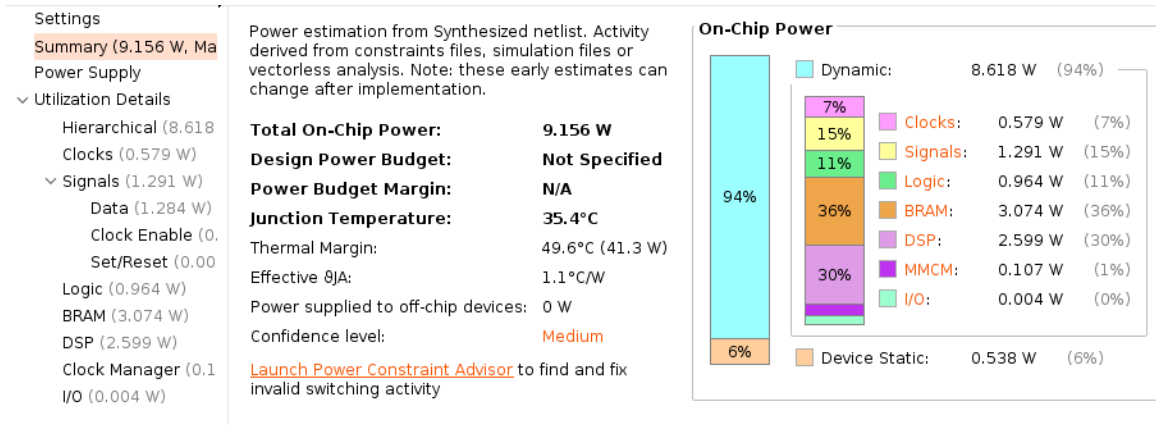 Settings
Summary (9.156 W, Ma
Power Supply
Utilization Details
Hierarchical (8.618
Clocks (0.579 W)
Signals (1.291 W)
Data (1.284 W)
Clock Enable (0.
Set/Reset (0.00
Logic (0.964 W)
BRAM (3.074 W)
DSP (2.599 W)
Clock Manager (0.1
I/O (0.004 W)
Power estimation from Synthesized netlist. Activity
derived from constraints files, simulation files or
vectorless analysis. Note: these early estimates can
change after implementation.
Total On-Chip Power: 9.156 W
Design Power Budget: Not Specified
Power Budget Margin: N/A
Junction Temperature: 35.4°C
Thermal Margin: 49.6°C (41.3 W)
Effective ϑJA: 1.1°C/W
Power supplied to off-chip devices: 0 W
Confidence level: Medium
Launch Power Constraint Advisor to find and fix
invalid switching activity
On-Chip Power
94%
6%
Dynamic: 8.618 W (94%)
7%
15%
11%
36%
30%
Clocks: 0.579 W (7%)
Signals: 1.291 W (15%)
Logic: 0.964 W (11%)
BRAM: 3.074 W (36%)
DSP: 2.599 W (30%)
MMCM: 0.107 W (1%)
I/O: 0.004 W (0%)
Device Static: 0.538 W (6%)